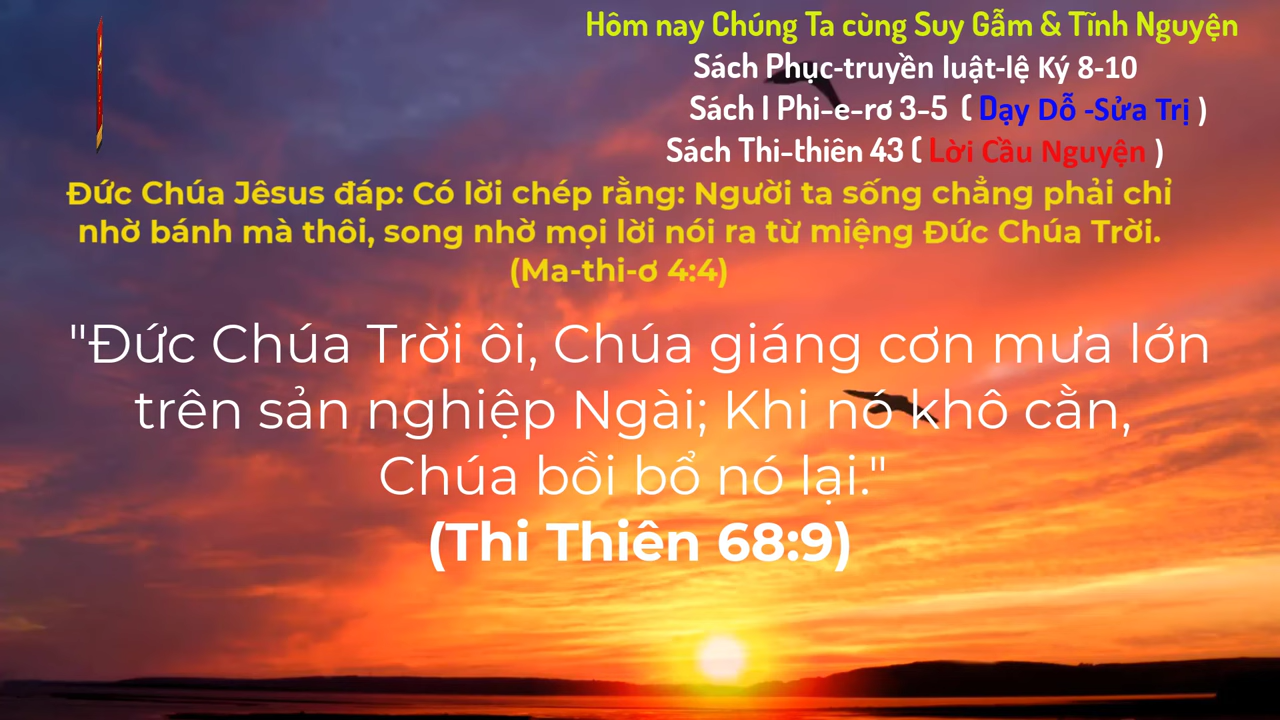 Hôm nay Chúng Ta cùng Suy Gẫm & Tĩnh Nguyện
Sách Phục-truyền luật-lệ Ký 8-10
Sách I Phi-e-rơ 3-5 ( Dạy Dỗ -Sửa Trị )
Sách Thi-thiên 43 ( Lời Cầu Nguyện )
Đức Chúa Jêsus đáp: Có lời chép rằng: Người ta sống chẳng phải chỉ
nhờ bánh mà thôi, song nhờ mọi lời nói ra từ miệng Đức Chúa Trời.
(Ma-thi-ơ 4:4)
"Đức Chúa Trời ôi, Chúa giáng cơn mưa lớn
trên sản nghiệp Ngài; Khi nó khô cằn,
Chúa bồi bổ nó lại."
(Thi Thiên 68:9)